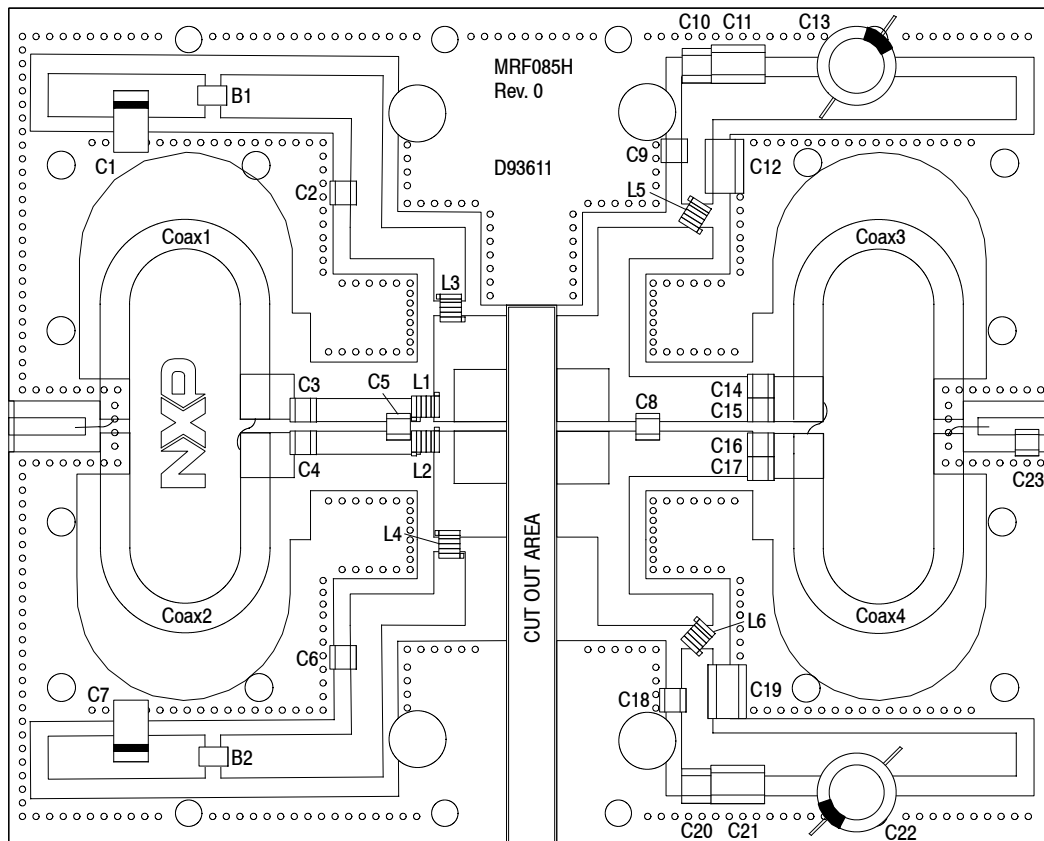 C10 C11 C13
MRF085H
Rev. 0
B1
C1
C9
C12
D93611
C2
L5
Coax1
Coax3
L3
NXP
C3 C5 L1
C8
C14
C15
C16
C17
C4 L2
C23
L4
CUT OUT AREA
Coax2
Coax4
L6
C6
C7
C18
C19
B2
C20 C21 C22